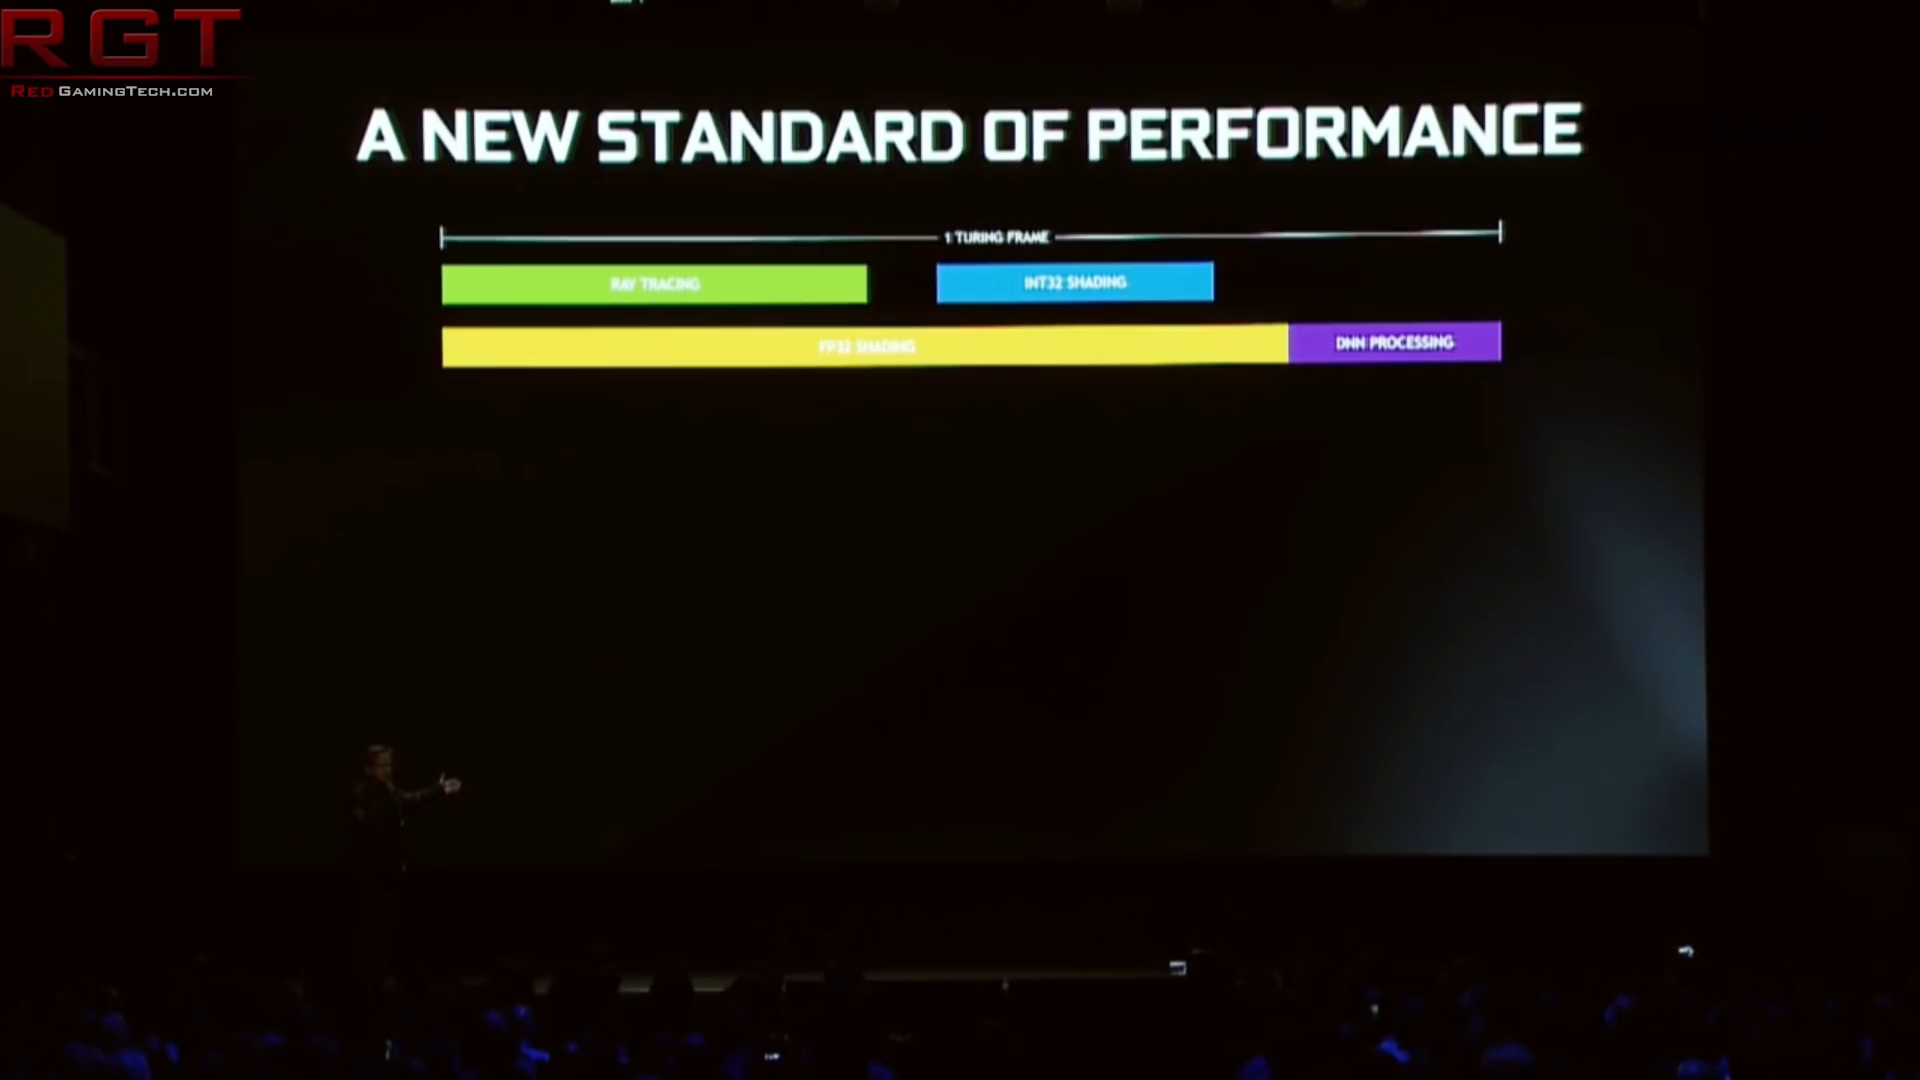 RGT
RED GAMINGTECH.COM
A NEW STANDARD OF PERFORMANCE
1 TURING FRAME
RAY TRACING
INT32 SHADING
FP32 SHADING
DNN PROCESSING